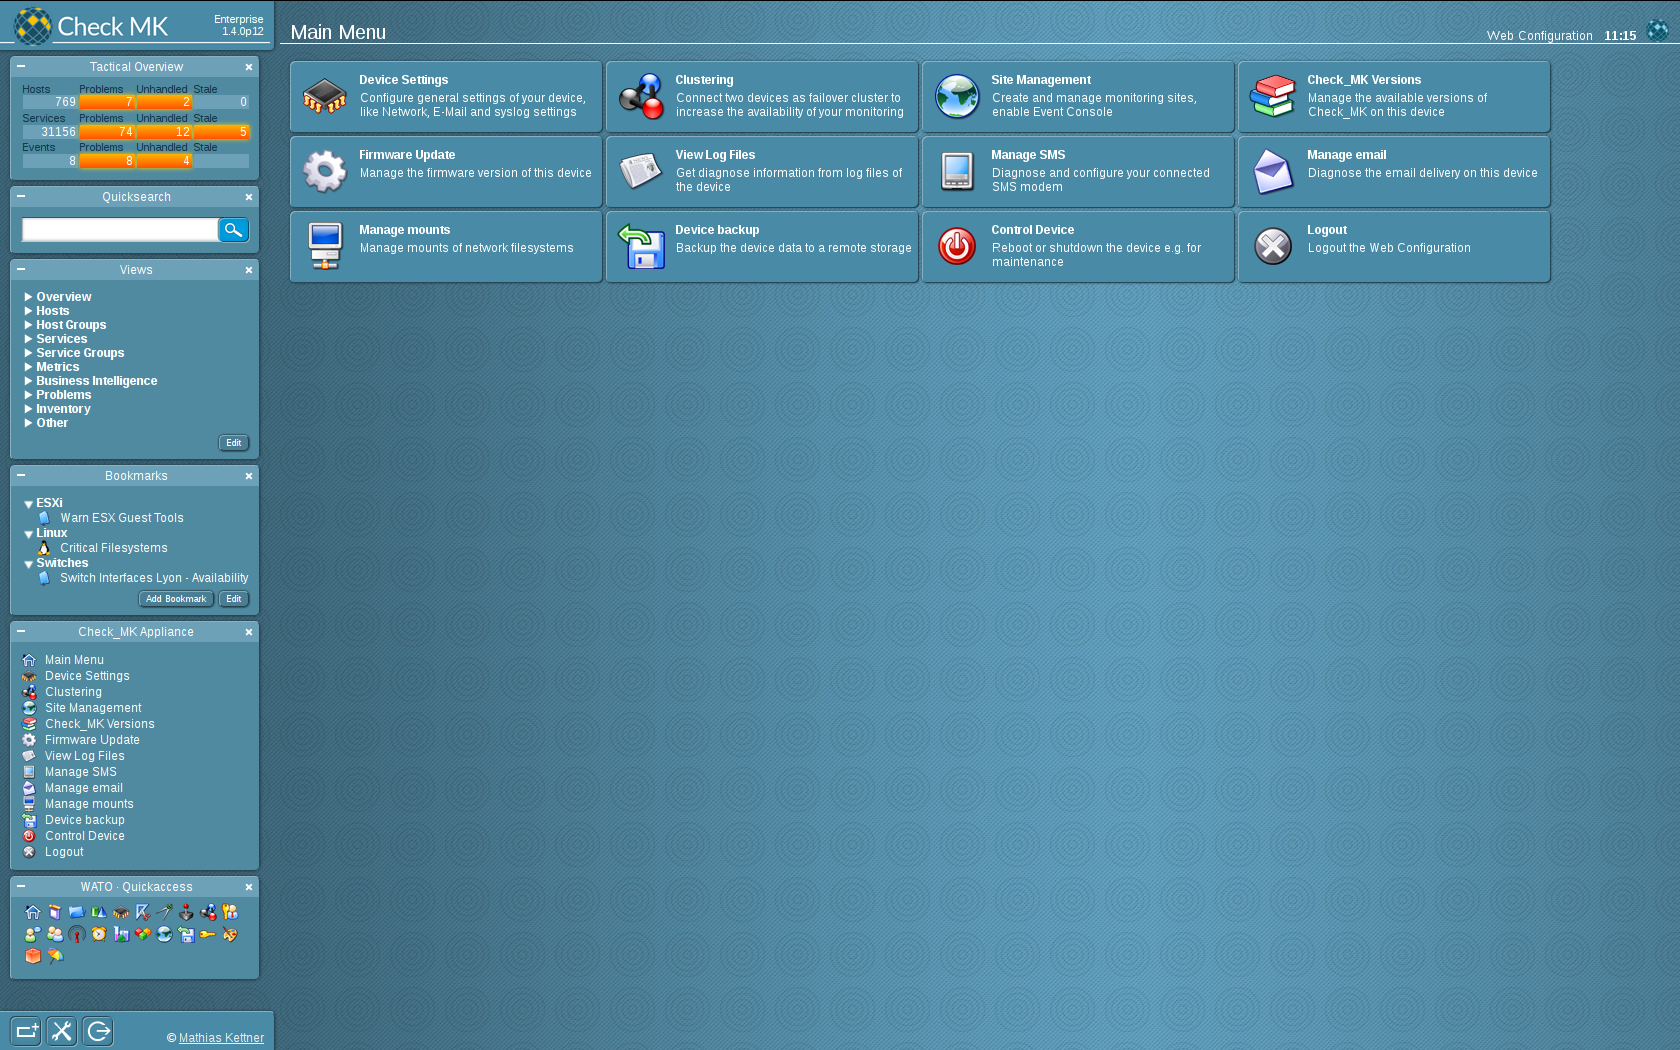 Check MK
Enterprise
1.4.0p12
Tactical Overview
Hosts Problems Unhandled Stale
769 7 2 0
Services Problems Unhandled Stale
31156 74 12 5
Events Problems Unhandled Stale
8 8 4
Quicksearch
Views
Overview
Hosts
Host Groups
Services
Service Groups
Metrics
Business Intelligence
Problems
Inventory
Other
Edit
Bookmarks
ESXi
Warn ESX Guest Tools
Linux
Critical Filesystems
Switches
Switch Interfaces Lyon - Availability
Add Bookmark Edit
Check_MK Appliance
Main Menu
Device Settings
Clustering
Site Management
Check_MK Versions
Firmware Update
View Log Files
Manage SMS
Manage email
Manage mounts
Device backup
Control Device
Logout
WATO · Quickaccess
© Mathias Kettner
Main Menu
Web Configuration 11:15
Device Settings
Configure general settings of your device,
like Network, E-Mail and syslog settings
Clustering
Connect two devices as failover cluster to
increase the availability of your monitoring
Site Management
Create and manage monitoring sites,
enable Event Console
Check_MK Versions
Manage the available versions of
Check_MK on this device
Firmware Update
Manage the firmware version of this device
View Log Files
Get diagnose information from log files of
the device
Manage SMS
Diagnose and configure your connected
SMS modem
Manage email
Diagnose the email delivery on this device
Manage mounts
Manage mounts of network filesystems
Device backup
Backup the device data to a remote storage
Control Device
Reboot or shutdown the device e.g. for
maintenance
Logout
Logout the Web Configuration